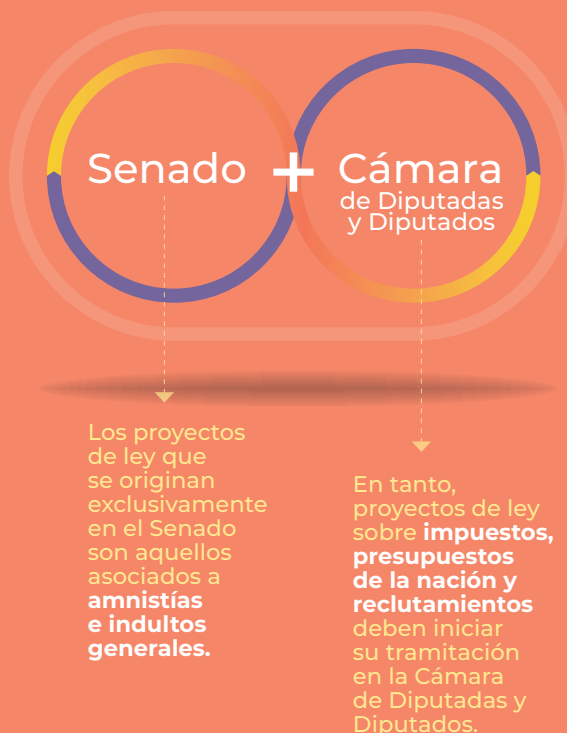 Senado + Cámara
de Diputadas
y Diputados
Los proyectos
de ley que
se originan
exclusivamente
en el Senado
son aquellos
asociados a
amnistías
e indultos
generales.
En tanto,
proyectos de ley
sobre impuestos,
presupuestos
de la nación y
reclutamientos
deben iniciar
su tramitación
en la Cámara
de Diputadas y
Diputados.